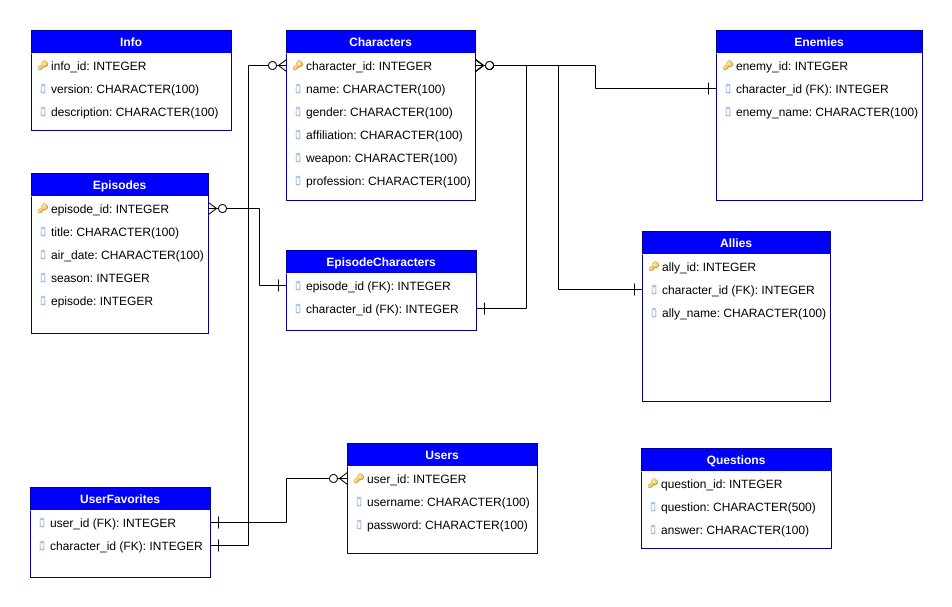 Info
info_id: INTEGER
version: CHARACTER(100)
description: CHARACTER(100)
Characters
character_id: INTEGER
name: CHARACTER(100)
gender: CHARACTER(100)
affiliation: CHARACTER(100)
weapon: CHARACTER(100)
profession: CHARACTER(100)
Enemies
enemy_id: INTEGER
character_id (FK): INTEGER
enemy_name: CHARACTER(100)
Episodes
episode_id: INTEGER
title: CHARACTER(100)
air_date: CHARACTER(100)
season: INTEGER
episode: INTEGER
EpisodeCharacters
episode_id (FK): INTEGER
character_id (FK): INTEGER
Allies
ally_id: INTEGER
character_id (FK): INTEGER
ally_name: CHARACTER(100)
UserFavorites
user_id (FK): INTEGER
character_id (FK): INTEGER
Users
user_id: INTEGER
username: CHARACTER(100)
password: CHARACTER(100)
Questions
question_id: INTEGER
question: CHARACTER(500)
answer: CHARACTER(100)